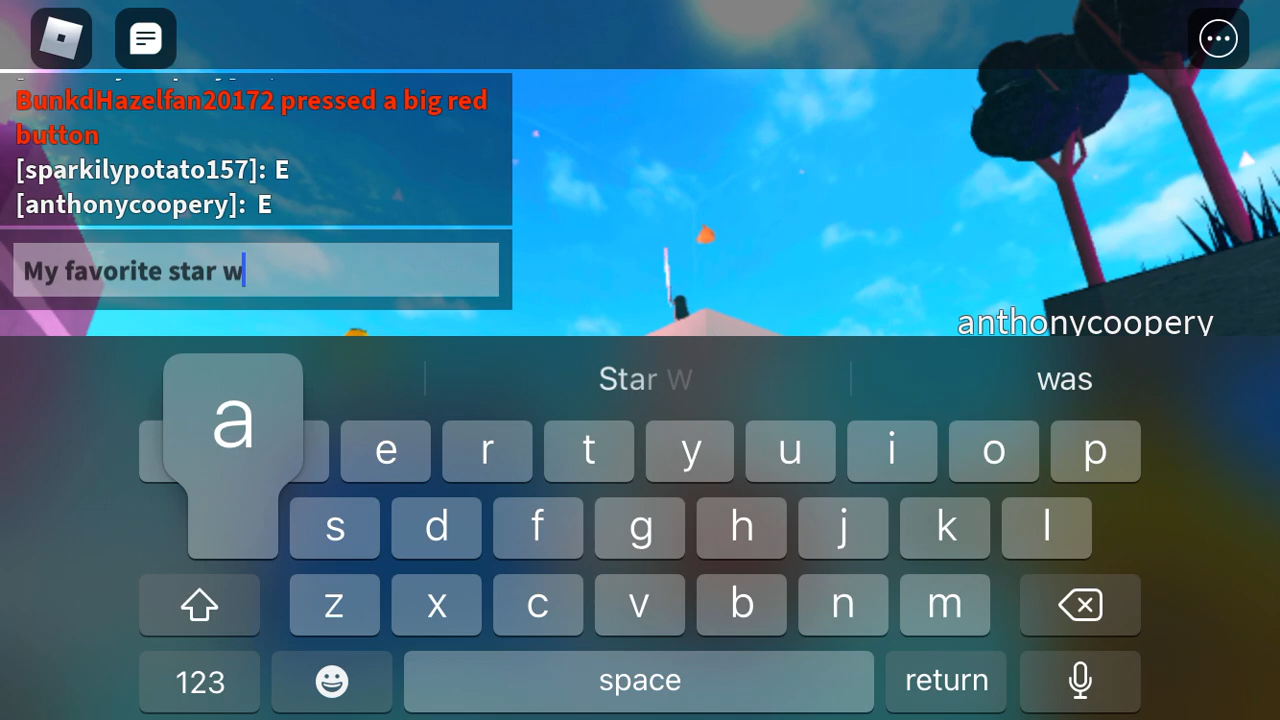 BunkdHazelfan20172 pressed a big red
button
[sparkilypotato157]: E
[anthonycoopery]: E
My favorite star w
anthonycoopery
Star W
was
a
e r t y u i o p
s d f g h j k l
z x c v b n m
123
space
return